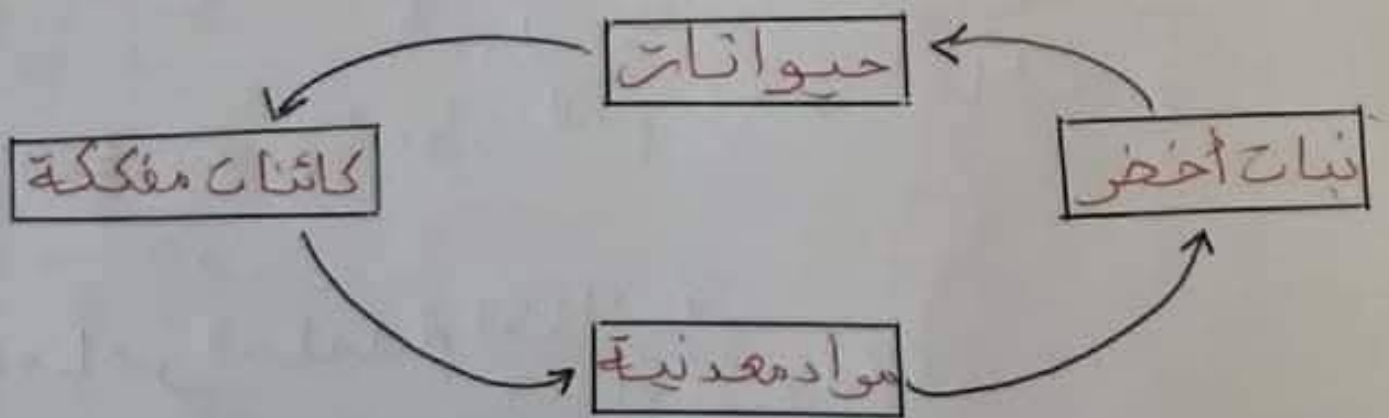 حيوانات
نبات أخضر
كائنات مفككة
مواد معدنية